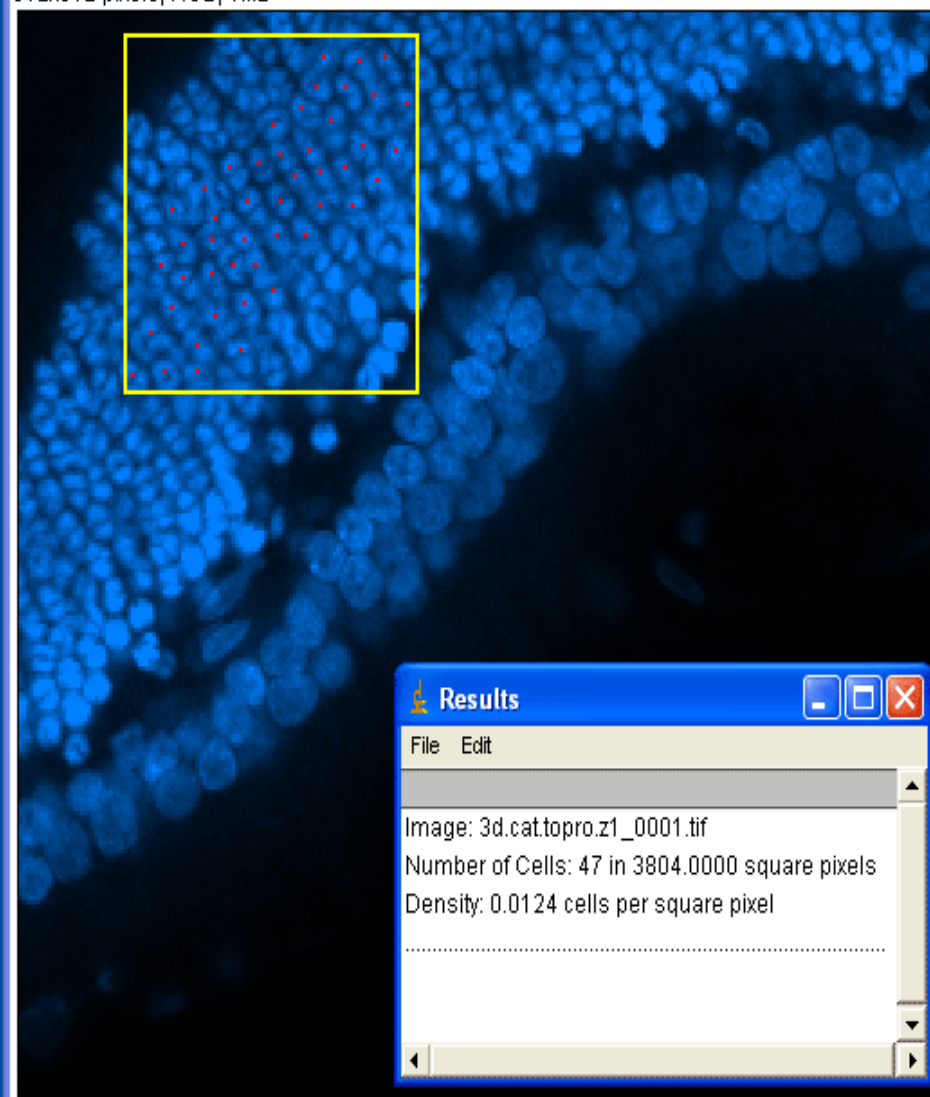 Results
File Edit
Image: 3d.cat.topro.z1_0001.tif
Number of Cells: 47 in 3804.0000 square pixels
Density: 0.0124 cells per square pixel